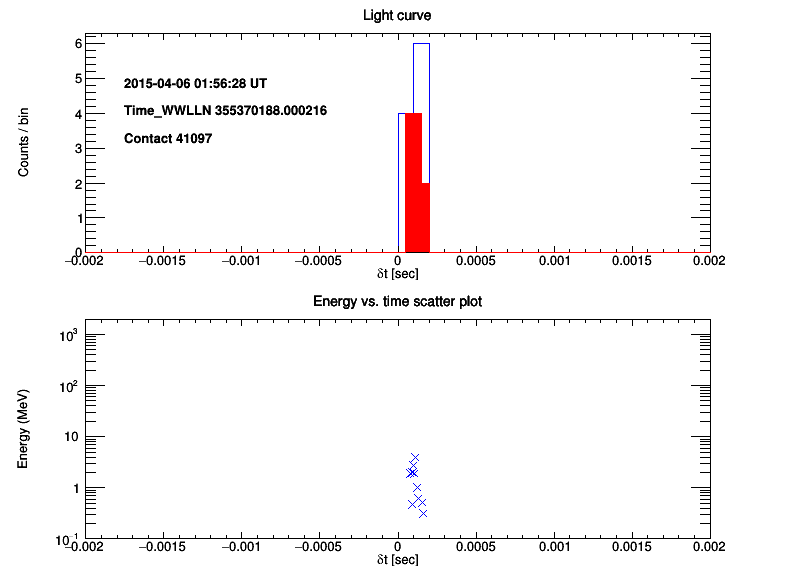 Light curve
Counts / bin
6
5
4
3
2
1
0
2015-04-06 01:56:28 UT
Time_WWLLN 355370188.000216
Contact 41097
−0.002 −0.0015 −0.001 −0.0005 0 0.0005 0.001 0.0015 0.002
δt [sec]
Energy vs. time scatter plot
Energy (MeV)
10³
10²
10
1
10⁻¹
−0.002 −0.0015 −0.001 −0.0005 0 0.0005 0.001 0.0015 0.002
δt [sec]